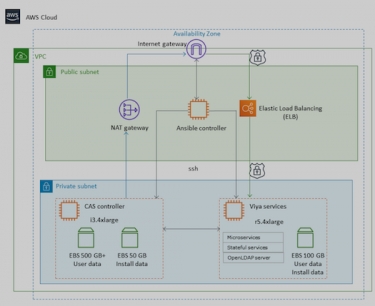 aws
AWS Cloud
Availability Zone
Internet gateway
VPC
Public subnet
NAT gateway
Ansible controller
Elastic Load Balancing
(ELB)
ssh
Private subnet
CAS controller
i3.4xlarge
EBS 500 GB+
User data
EBS 50 GB
Install data
Viya services
r5.4xlarge
Microservices
Stateful services
OpenLDAP server
EBS 100 GB
User data
Install data